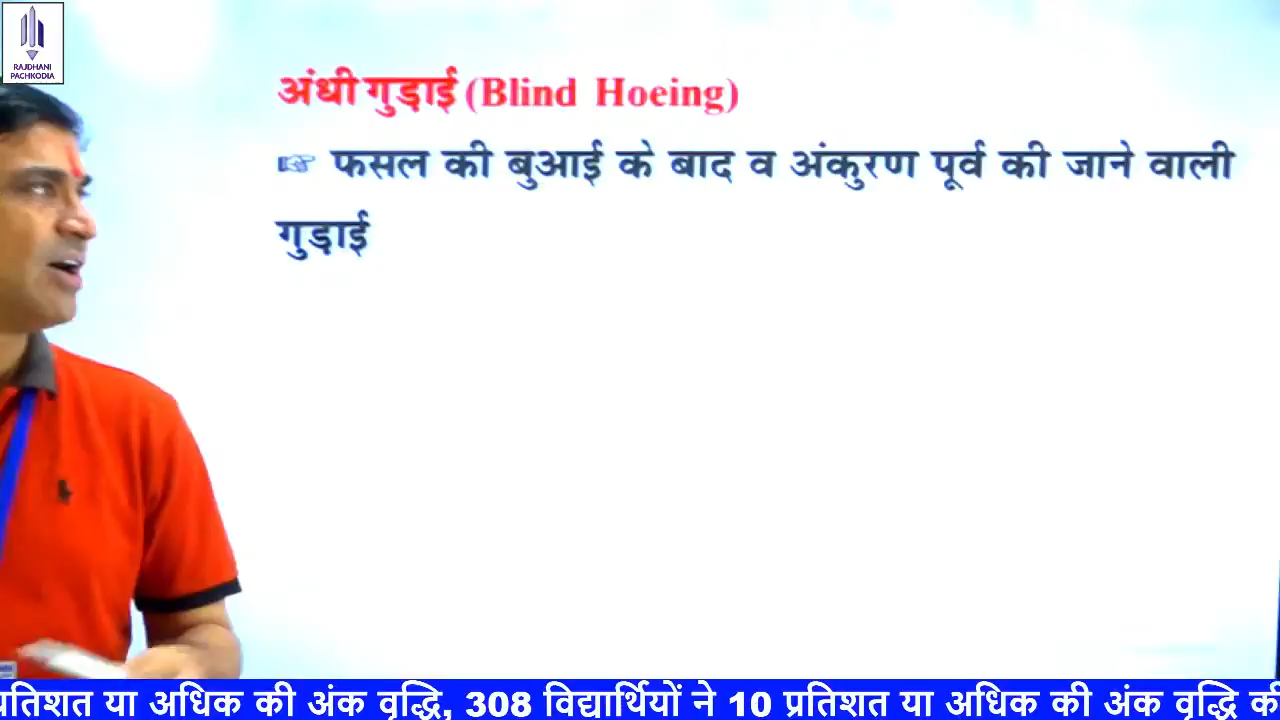 RAJDHANI
PACHKODIA
अंधी गुड़ाई (Blind Hoeing)
☞ फसल की बुआई के बाद व अंकुरण पूर्व की जाने वाली
गुड़ाई
प्रतिशत या अधिक की अंक वृद्धि, 308 विद्यार्थियों ने 10 प्रतिशत या अधिक की अंक वृद्धि की